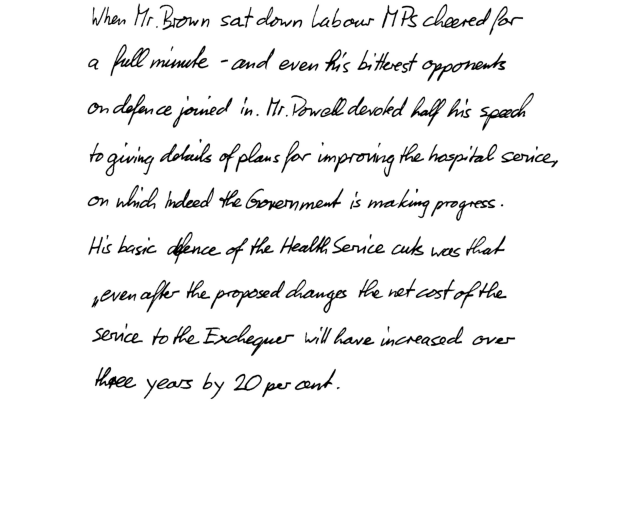 When Mr. Brown sat down Labour MPs cheered for
a full minute - and even his bitterest opponents
on defence joined in. Mr. Powell devoted half his speech
to giving details of plans for improving the hospital service,
on which indeed the Government is making progress.
His basic defence of the Health Service cuts was that
„even after the proposed changes the net cost of the
service to the Exchequer will have increased over
three years by 20 per cent.